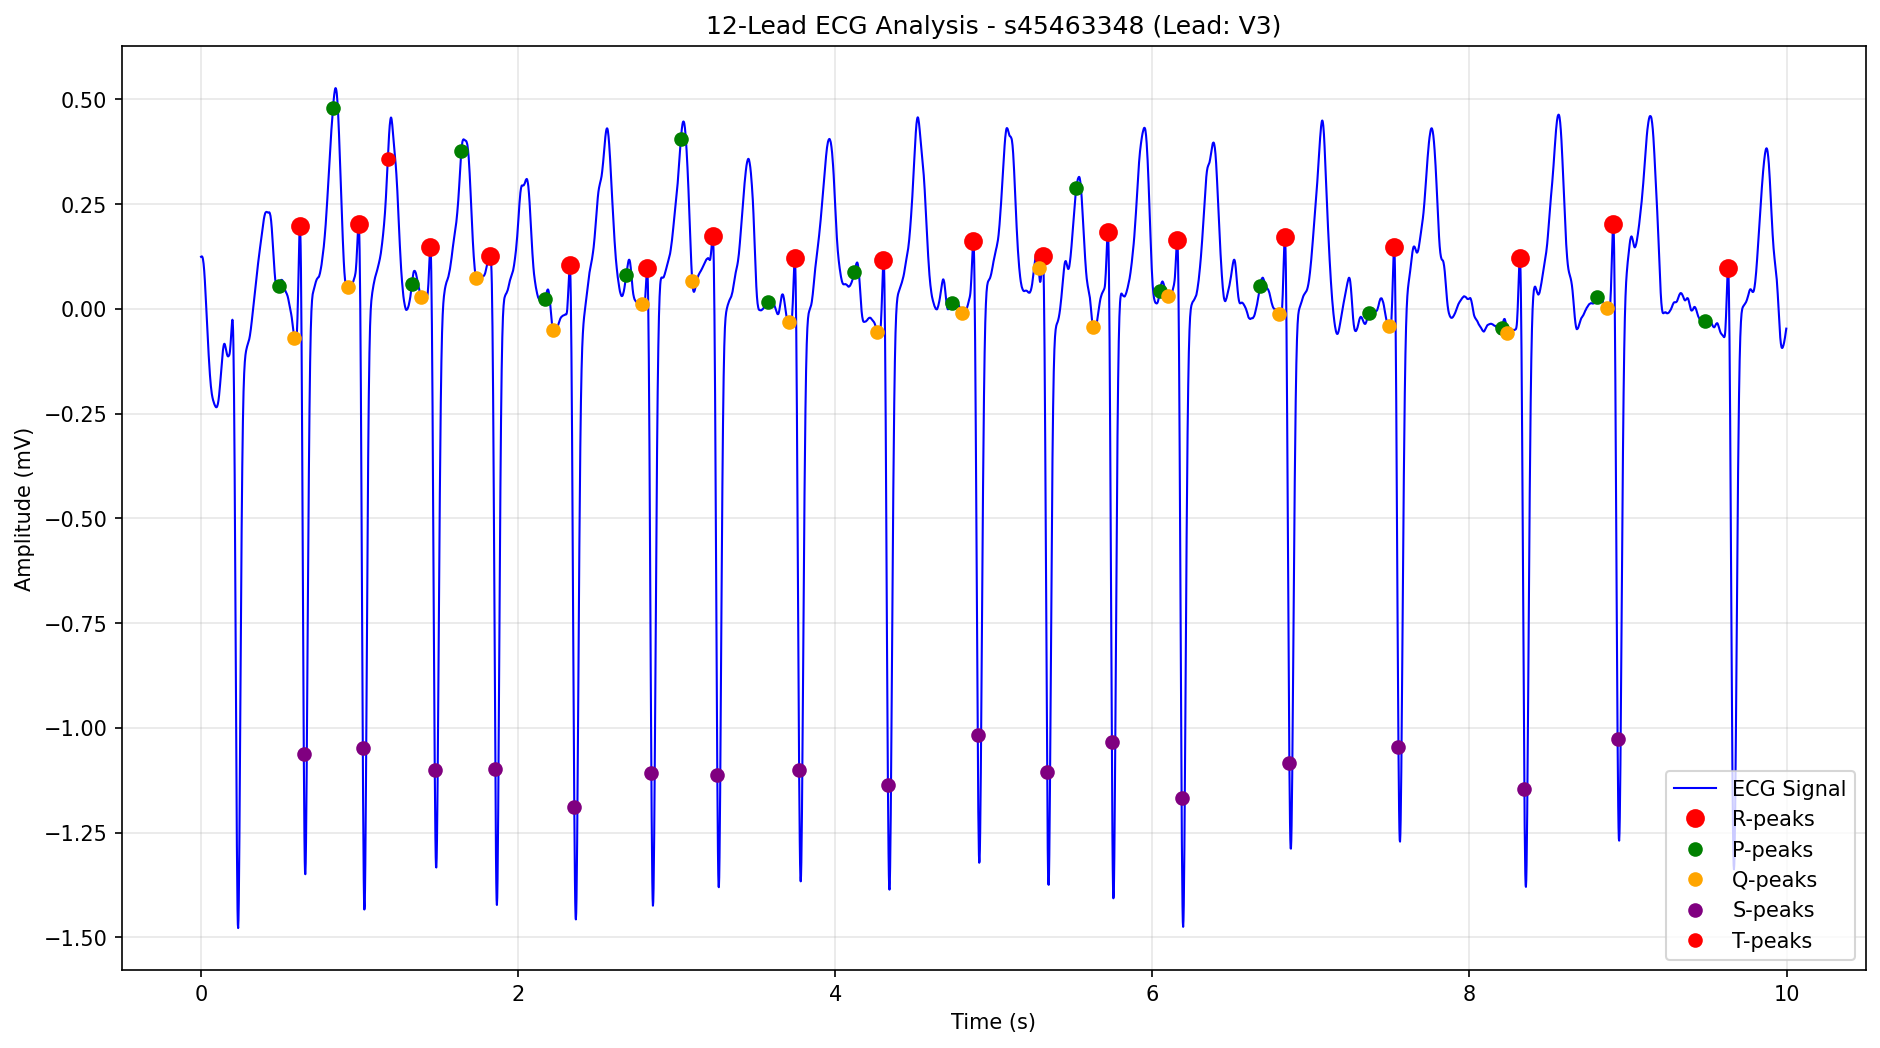 12-Lead ECG Analysis - s45463348 (Lead: V3)
0.50
0.25
0.00
−0.25
−0.50
−0.75
−1.00
−1.25
−1.50
Amplitude (mV)
0 2 4 6 8 10
Time (s)
ECG Signal
R-peaks
P-peaks
Q-peaks
S-peaks
T-peaks